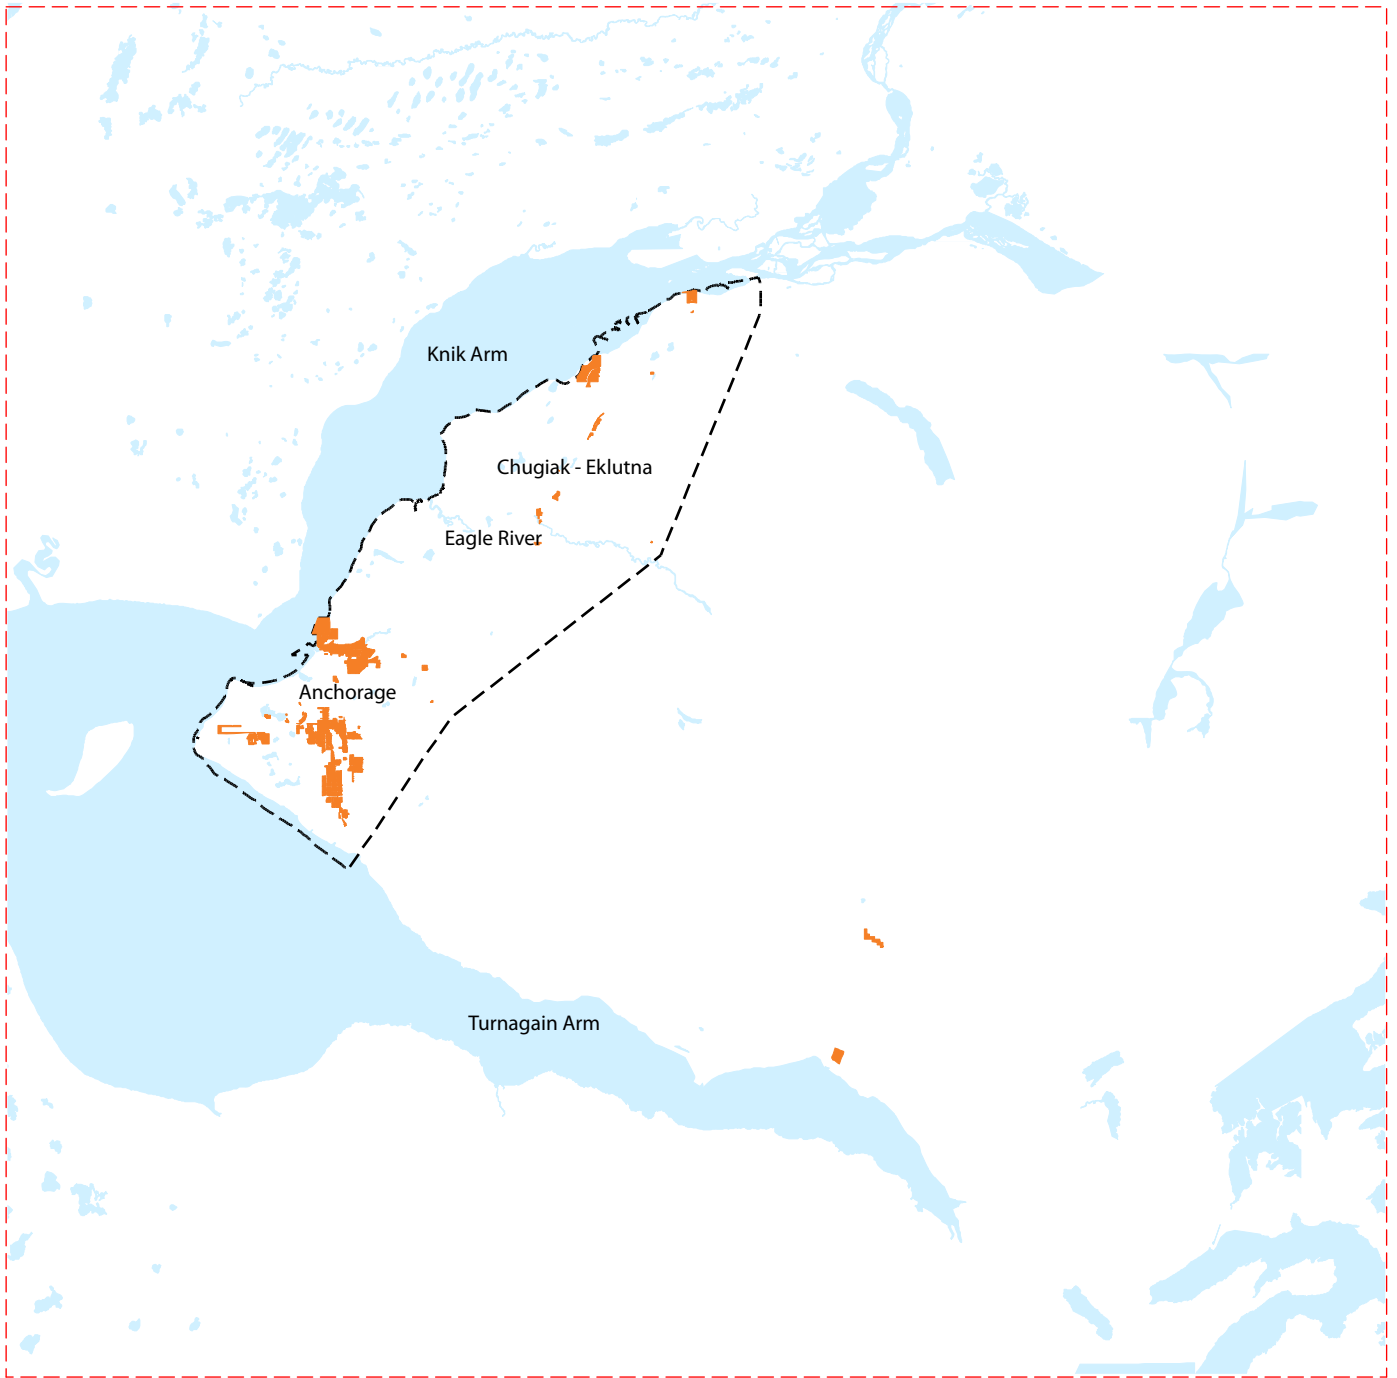 Knik Arm
Chugiak - Eklutna
Eagle River
Anchorage
Turnagain Arm